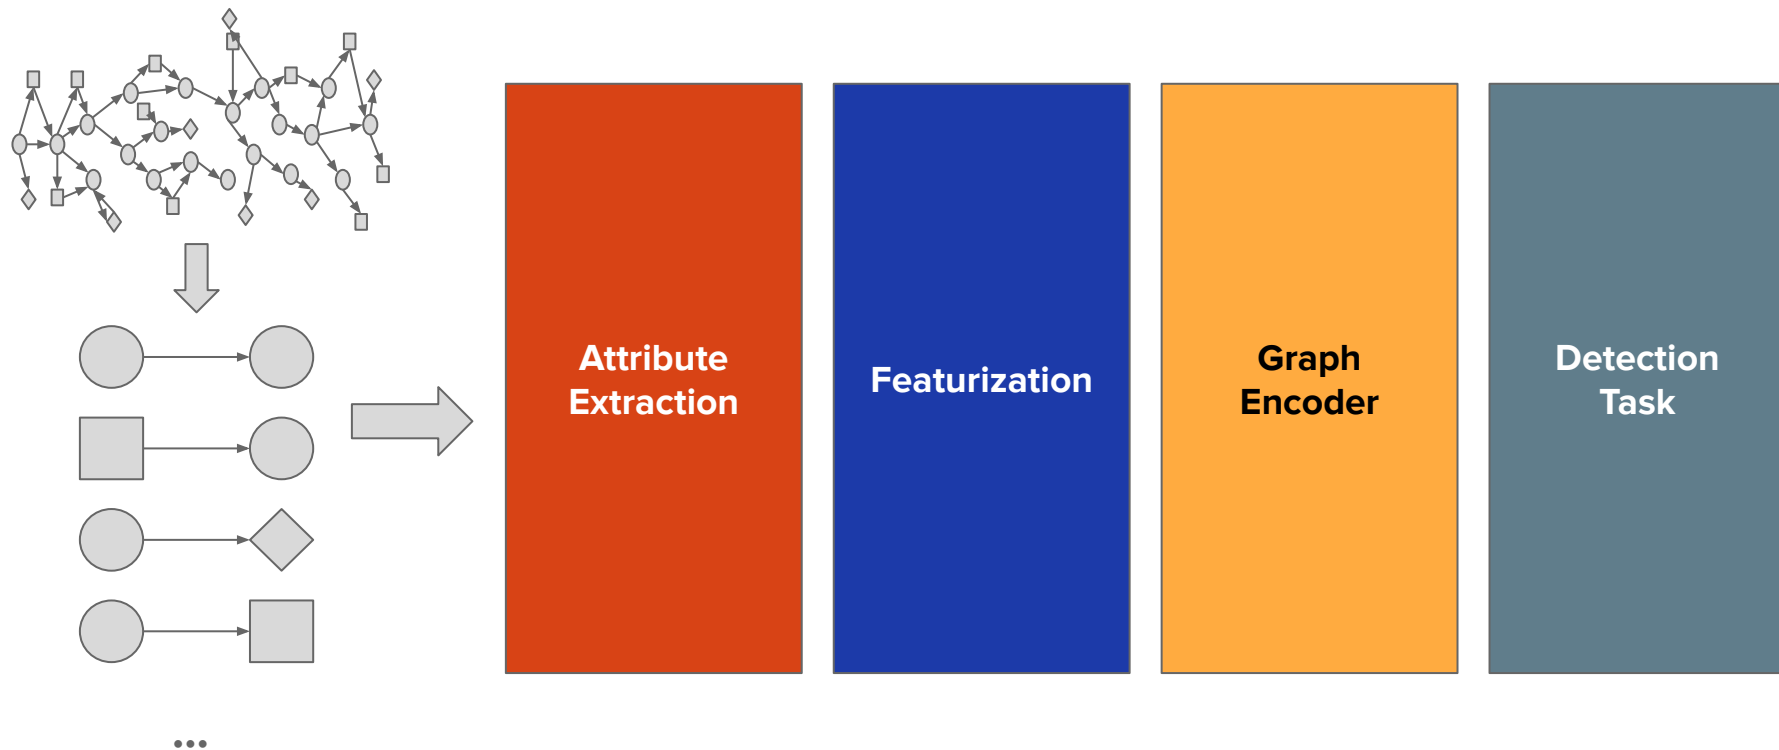 Attribute
Extraction
Featurization
Graph
Encoder
Detection
Task
...